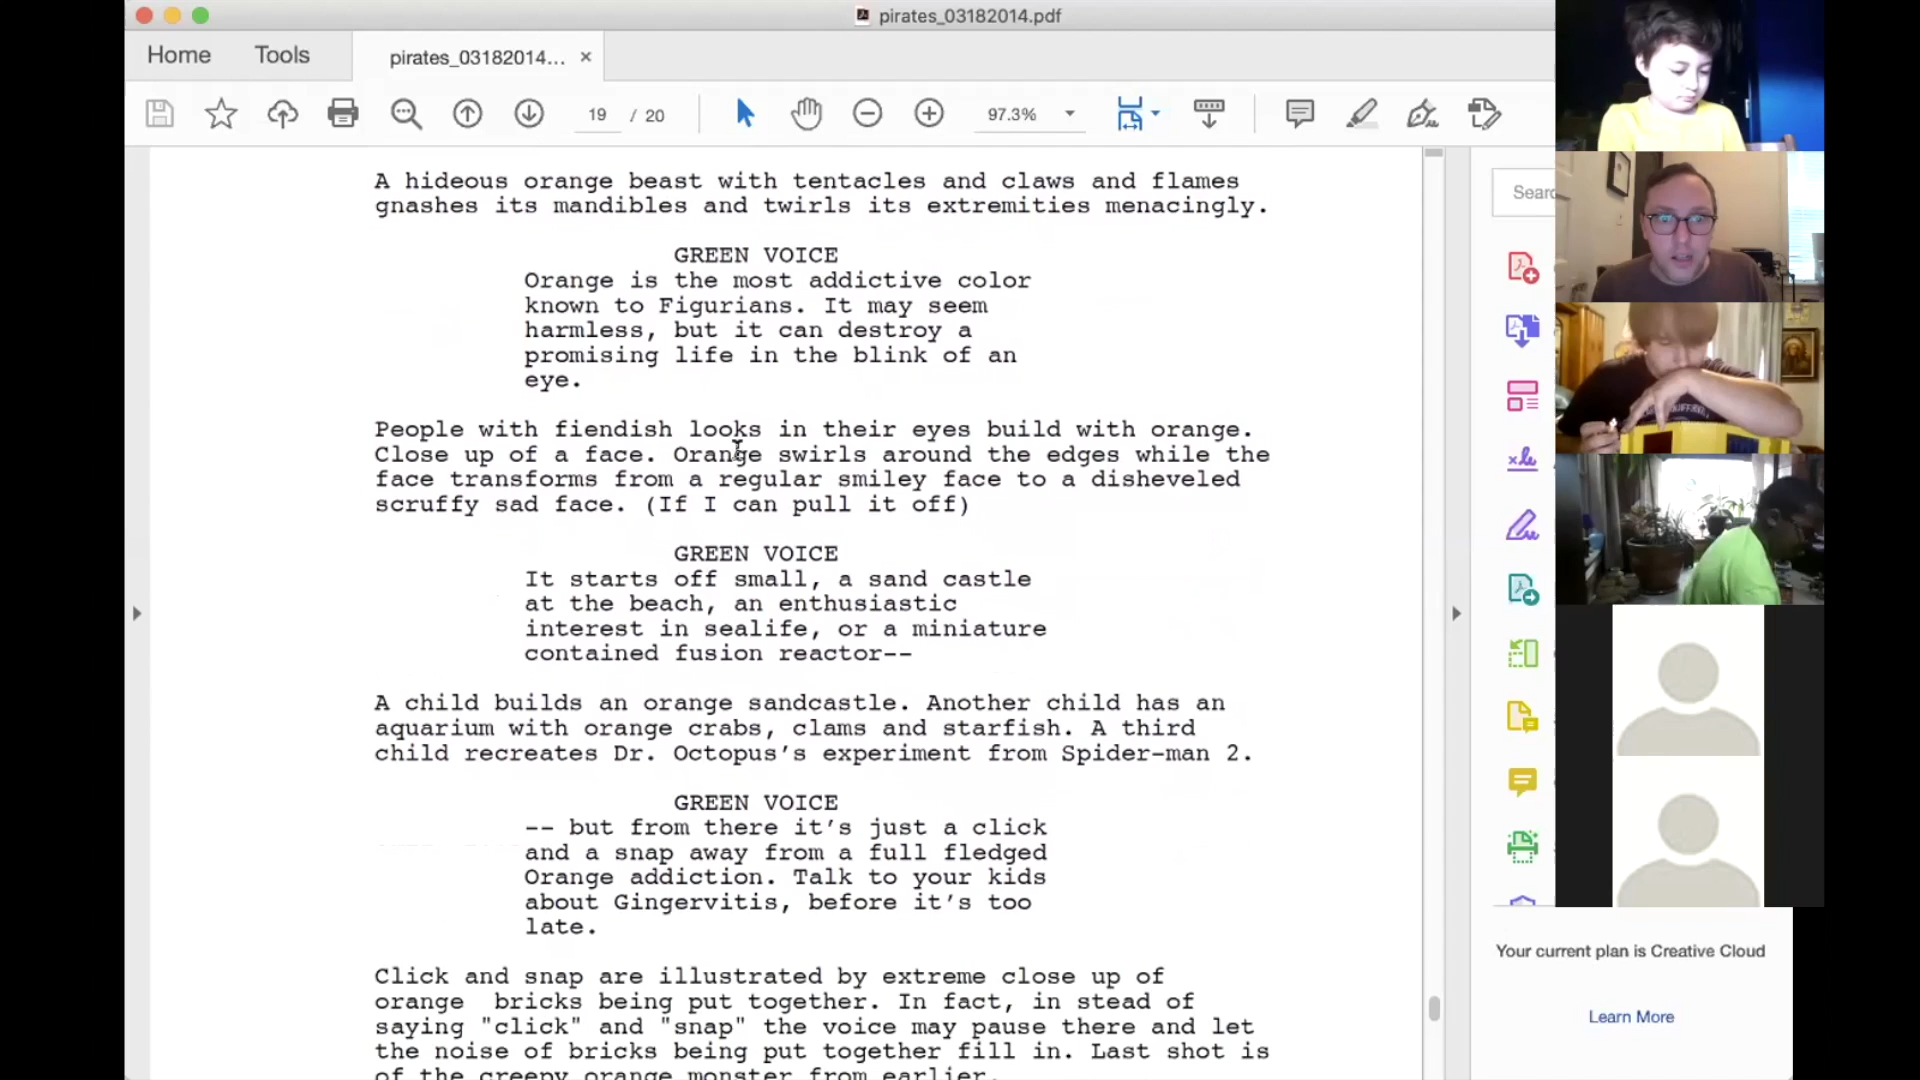 pirates_03182014.pdf
Home
Tools
pirates_03182014...
19 / 20
97.3%
A hideous orange beast with tentacles and claws and flames
gnashes its mandibles and twirls its extremities menacingly.
GREEN VOICE
Orange is the most addictive color
known to Figurians. It may seem
harmless, but it can destroy a
promising life in the blink of an
eye.
People with fiendish looks in their eyes build with orange.
Close up of a face. Orange swirls around the edges while the
face transforms from a regular smiley face to a disheveled
scruffy sad face. (If I can pull it off)
GREEN VOICE
It starts off small, a sand castle
at the beach, an enthusiastic
interest in sealife, or a miniature
contained fusion reactor--
A child builds an orange sandcastle. Another child has an
aquarium with orange crabs, clams and starfish. A third
child recreates Dr. Octopus's experiment from Spider-man 2.
GREEN VOICE
-- but from there it's just a click
and a snap away from a full fledged
Orange addiction. Talk to your kids
about Gingervitis, before it's too
late.
Click and snap are illustrated by extreme close up of
orange  bricks being put together. In fact, in stead of
saying "click" and "snap" the voice may pause there and let
the noise of bricks being put together fill in. Last shot is
of the creepy orange monster from earlier.
Searc
Your current plan is Creative Cloud
Learn More